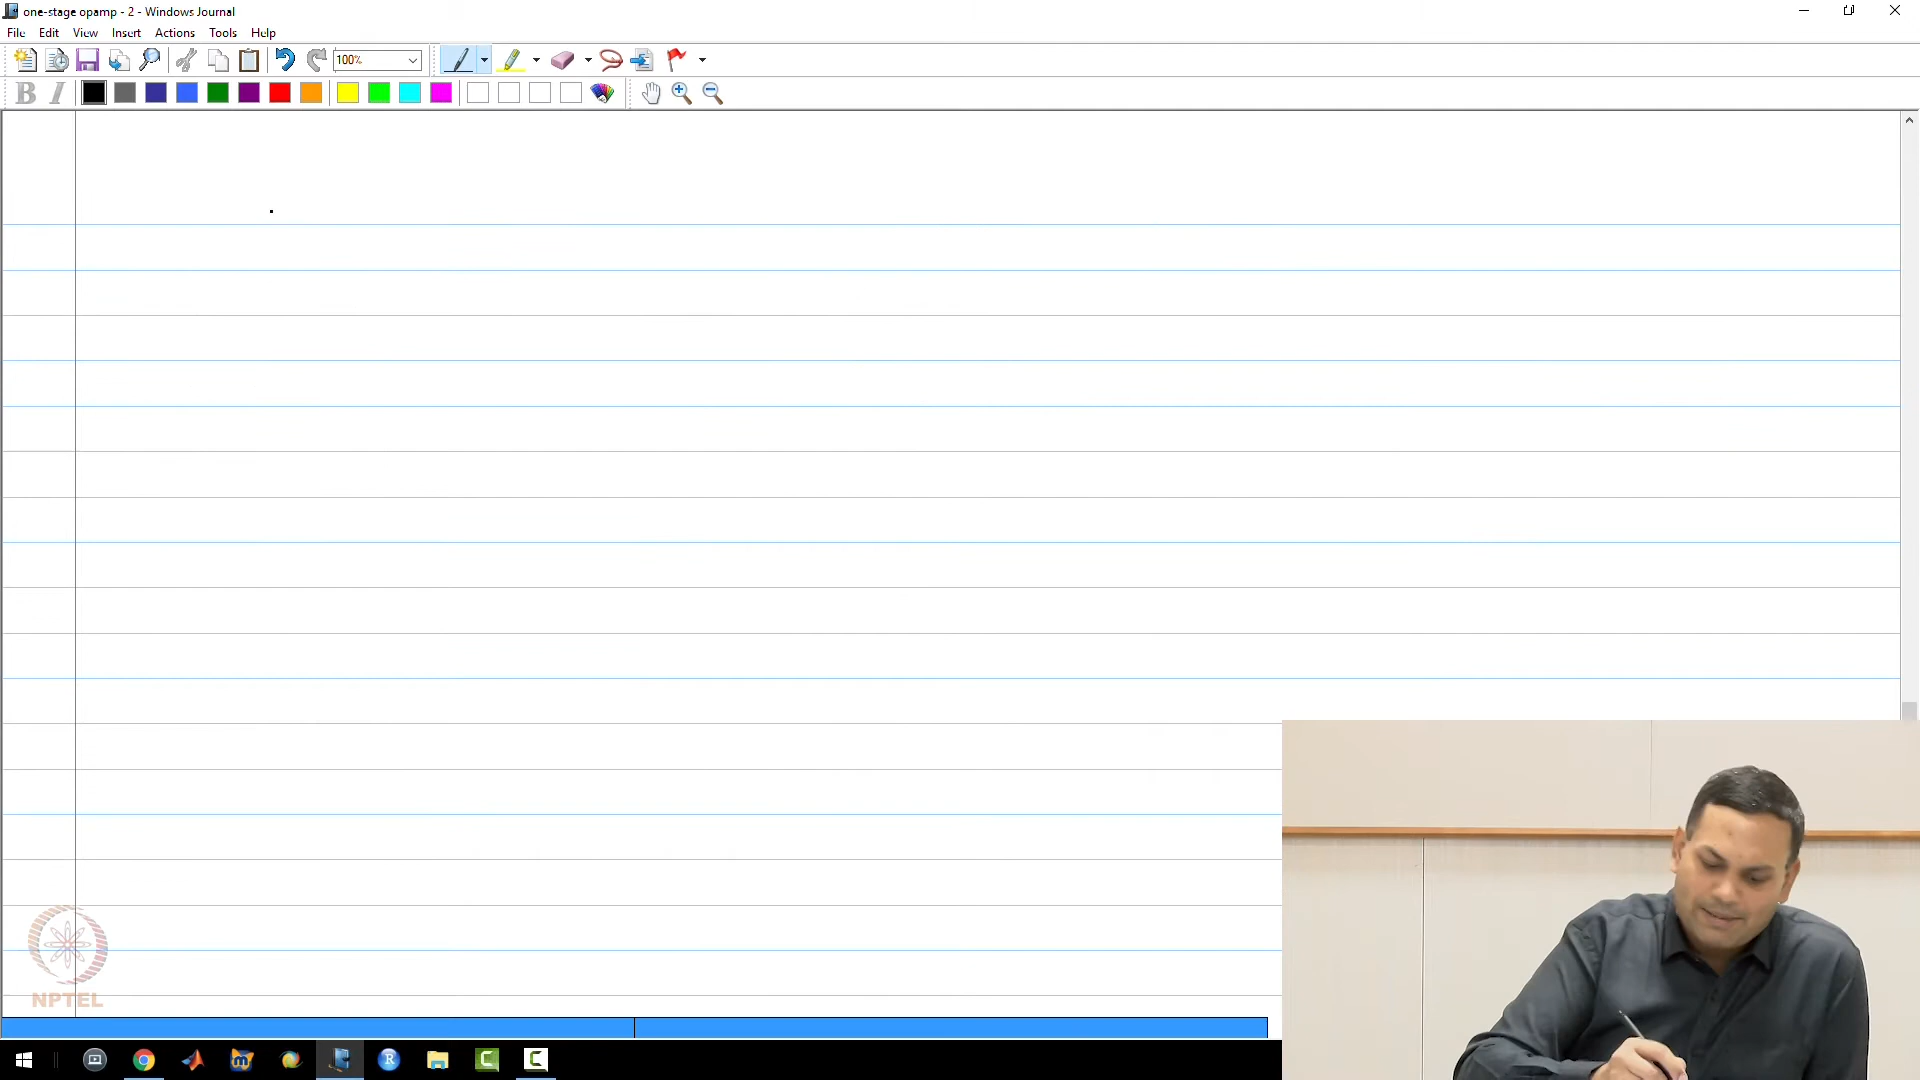 one-stage opamp - 2 - Windows Journal
File Edit View Insert Actions Tools Help
100%
B I
NPTEL